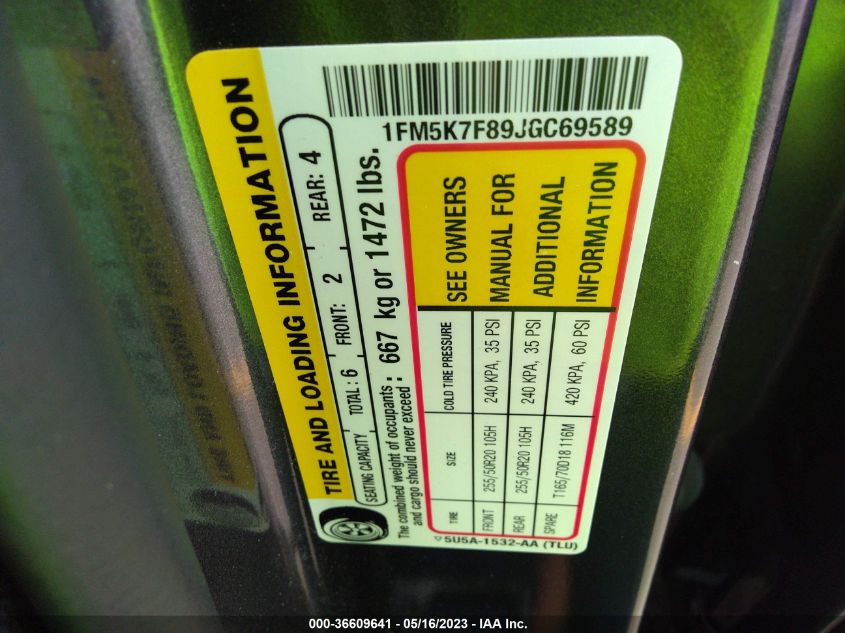 TIRE AND LOADING INFORMATION
SEATING CAPACITY TOTAL: 6 FRONT: 2 REAR: 4
The combined weight of occupants and cargo should never exceed: 667 kg or 1472 lbs.
1FM5K7F89JGC69589
TIRE SIZE COLD TIRE PRESSURE
FRONT 255/50R20 105H 240 KPA, 35 PSI
REAR 255/50R20 105H 240 KPA, 35 PSI
SPARE T165/70D18 116M 420 KPA, 60 PSI
SEE OWNERS
MANUAL FOR
ADDITIONAL
INFORMATION
5U5A-1532-AA (TLU)
000-36609641 - 05/16/2023 - IAA Inc.